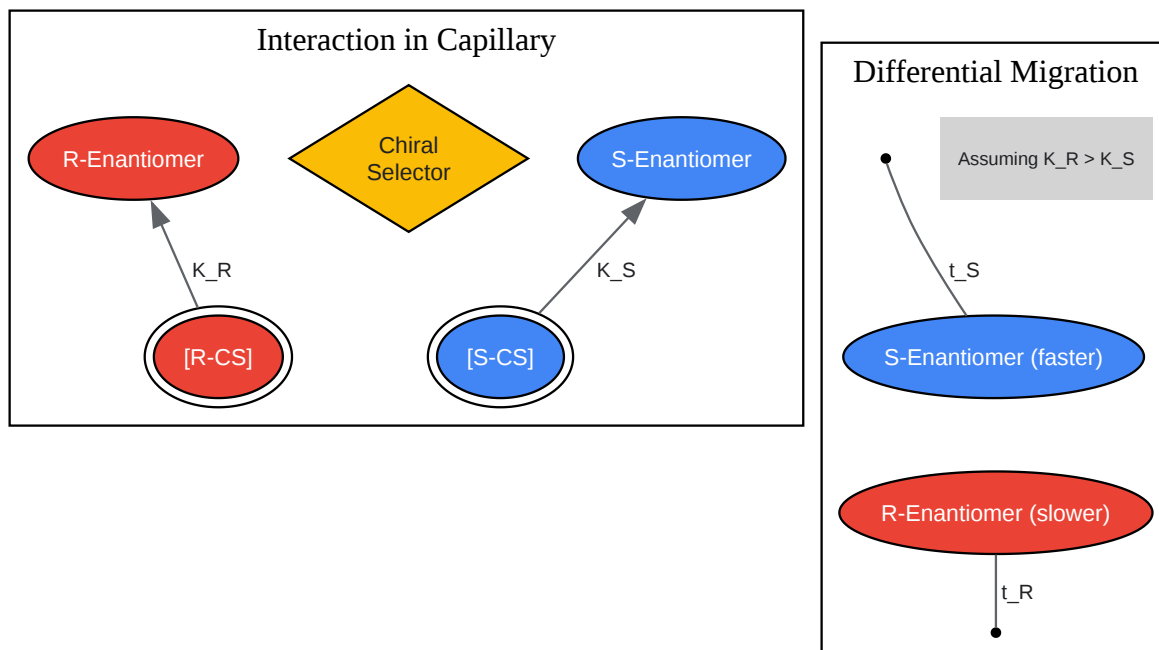 Interaction in Capillary
R-Enantiomer
Chiral
Selector
S-Enantiomer
K_R
K_S
[R-CS]
[S-CS]
Differential Migration
Assuming K_R > K_S
t_S
S-Enantiomer (faster)
R-Enantiomer (slower)
t_R